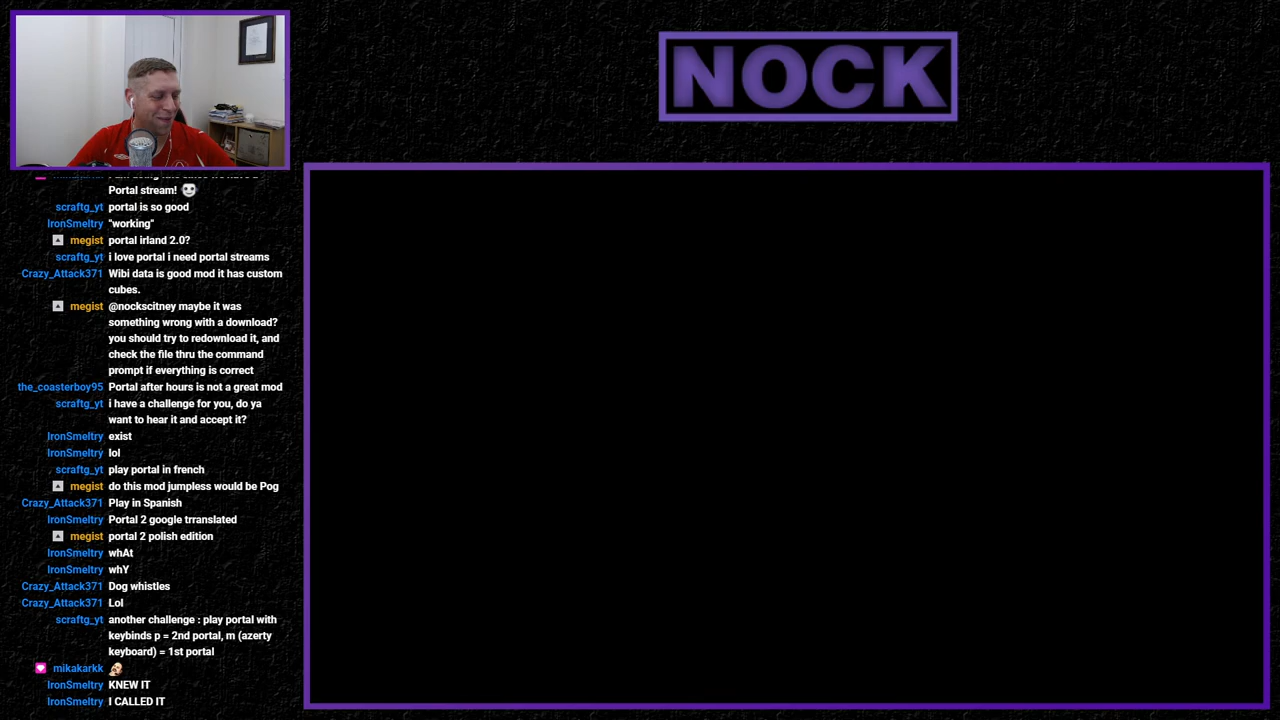 NOCK
Portal stream!
scraftg_yt portal is so good
IronSmeltry "working"
megist portal irland 2.0?
scraftg_yt i love portal i need portal streams
Crazy_Attack371 Wibi data is good mod it has custom
cubes.
megist @nockscitney maybe it was
something wrong with a download?
you should try to redownload it, and
check the file thru the command
prompt if everything is correct
the_coasterboy95 Portal after hours is not a great mod
scraftg_yt i have a challenge for you, do ya
want to hear it and accept it?
IronSmeltry exist
IronSmeltry lol
scraftg_yt play portal in french
megist do this mod jumpless would be Pog
Crazy_Attack371 Play in Spanish
IronSmeltry Portal 2 google trranslated
megist portal 2 polish edition
IronSmeltry whAt
IronSmeltry whY
Crazy_Attack371 Dog whistles
Crazy_Attack371 Lol
scraftg_yt another challenge : play portal with
keybinds p = 2nd portal, m (azerty
keyboard) = 1st portal
mikakarkk
IronSmeltry KNEW IT
IronSmeltry I CALLED IT